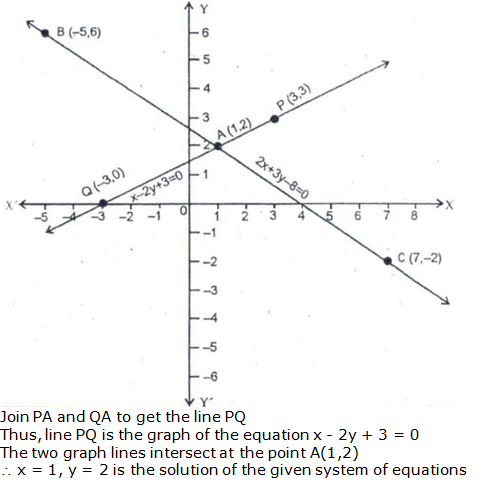 Y
B (–5,6)
6
5
4
3
2
1
P (3,3)
A (1,2)
Q (–3,0)
x–2y+3=0
2x+3y–8=0
X′
–5 –4 –3 –2 –1 0 1 2 3 4 5 6 7 8 X
–1
–2
–3
–4
–5
–6
C (7,–2)
Y′
Join PA and QA to get the line PQ
Thus, line PQ is the graph of the equation x - 2y + 3 = 0
The two graph lines intersect at the point A(1,2)
∴ x = 1, y = 2 is the solution of the given system of equations